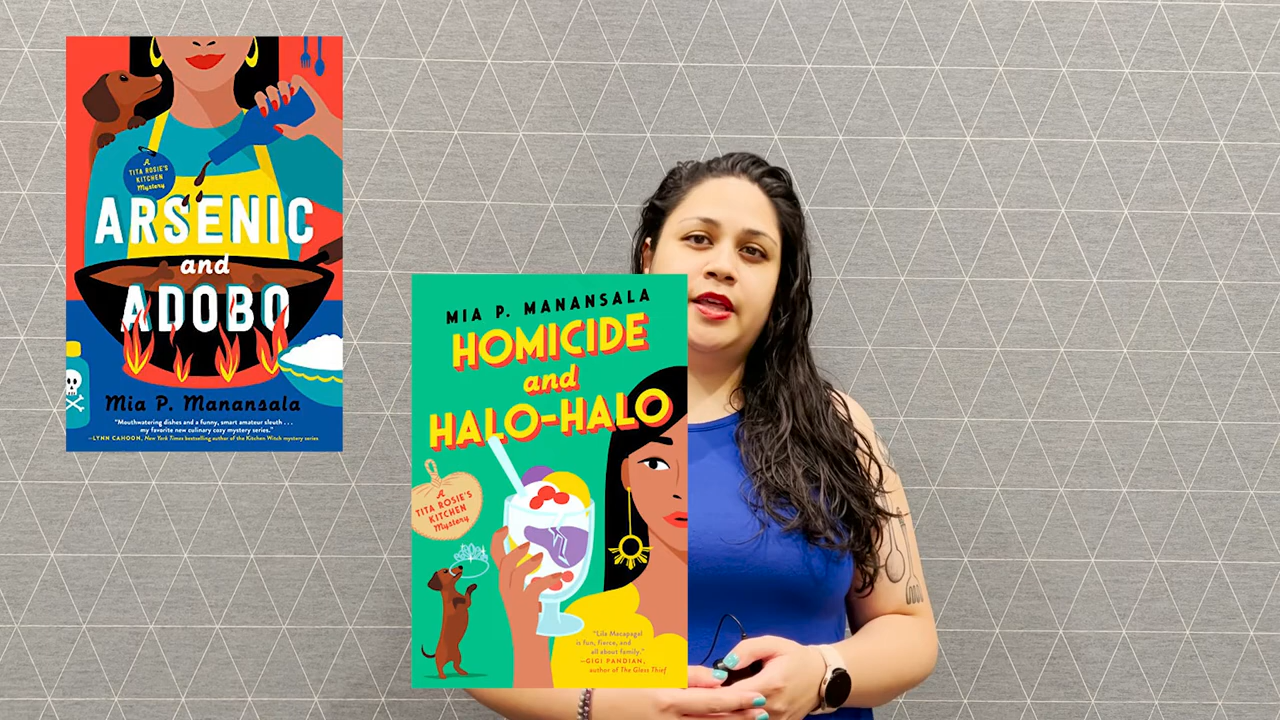 A
TITA ROSIE'S
KITCHEN
Mystery
ARSENIC
and
ADOBO
Mia P. Manansala
"Mouthwatering dishes and a funny, smart amateur sleuth . . .
my favorite new culinary cozy mystery series."
—LYNN CAHOON, New York Times bestselling author of the Kitchen Witch mystery series
MIA P. MANANSALA
HOMICIDE
and
HALO-HALO
A
TITA ROSIE'S
KITCHEN
Mystery
"Lila Macapagal
is fun, fierce, and
all about family."
—GIGI PANDIAN,
author of The Glass Thief